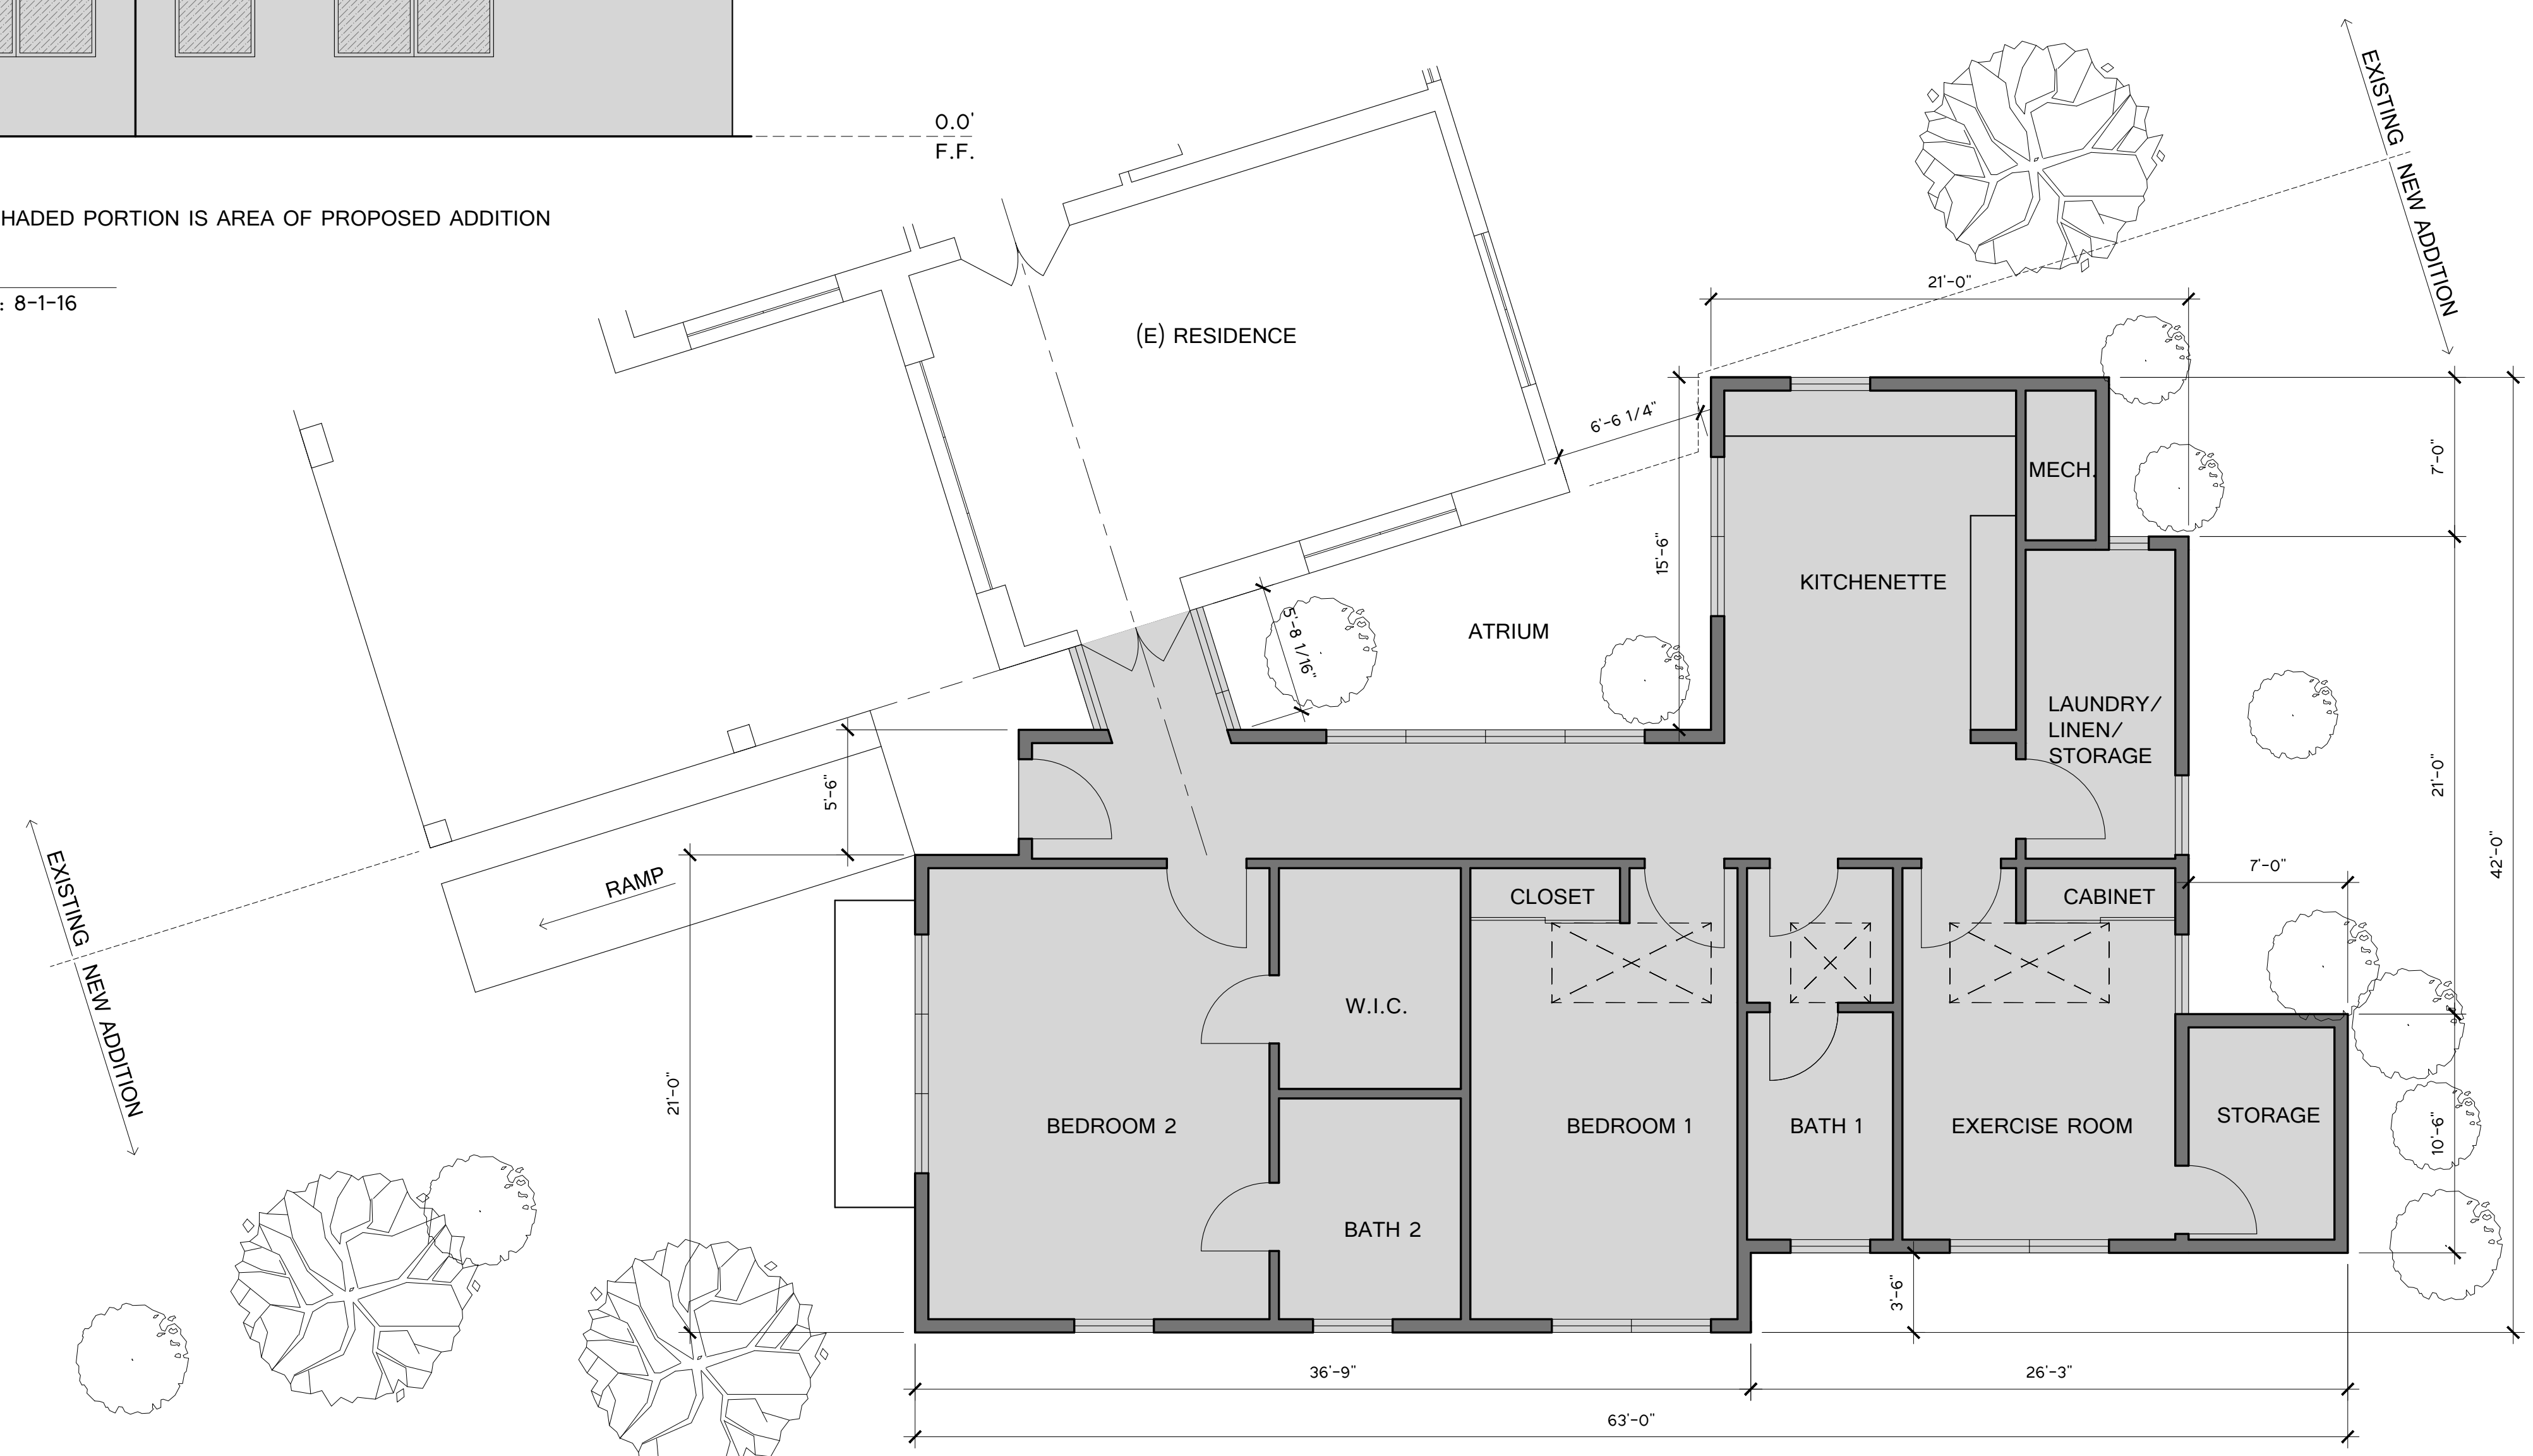 0.0'
F.F.
HADED PORTION IS AREA OF PROPOSED ADDITION
: 8-1-16
EXISTING
NEW ADDITION
21'-0"
(E) RESIDENCE
6'-6 1/4"
MECH.
7'-0"
15'-6"
KITCHENETTE
5'-8 1/16"
ATRIUM
LAUNDRY/
LINEN/
STORAGE
5'-6"
21'-0"
42'-0"
EXISTING
NEW ADDITION
RAMP
7'-0"
CLOSET
CABINET
W.I.C.
21'-0"
BEDROOM 2
BEDROOM 1
BATH 1
EXERCISE ROOM
STORAGE
10'-6"
BATH 2
3'-6"
36'-9"
26'-3"
63'-0"